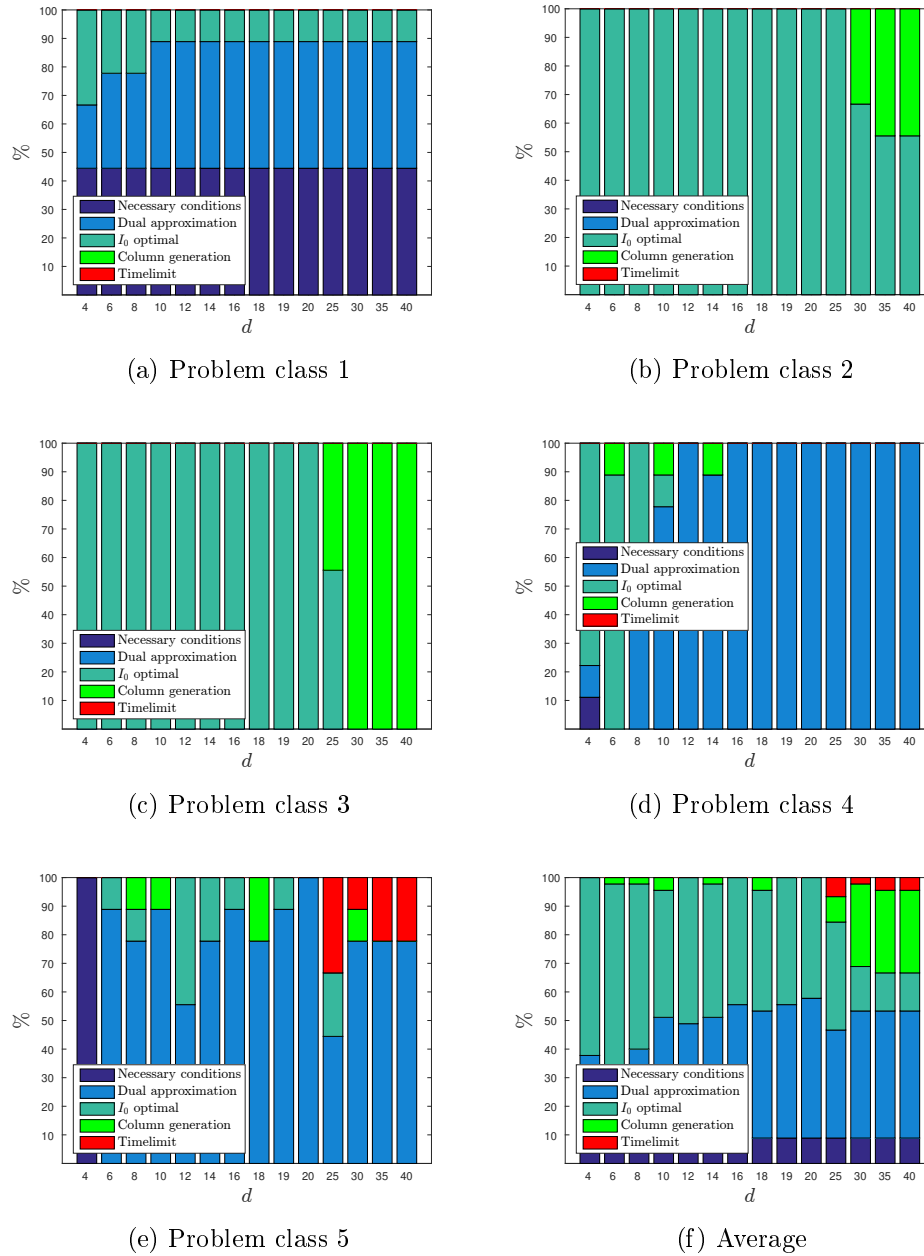 100
90
80
70
60
50
40
30
20
10
%
Necessary conditions
Dual approximation
I₀ optimal
Column generation
Timelimit
4 6 8 10 12 14 16 18 19 20 25 30 35 40
d
(a) Problem class 1
100
90
80
70
60
50
40
30
20
10
%
Necessary conditions
Dual approximation
I₀ optimal
Column generation
Timelimit
4 6 8 10 12 14 16 18 19 20 25 30 35 40
d
(b) Problem class 2
100
90
80
70
60
50
40
30
20
10
%
Necessary conditions
Dual approximation
I₀ optimal
Column generation
Timelimit
4 6 8 10 12 14 16 18 19 20 25 30 35 40
d
(c) Problem class 3
100
90
80
70
60
50
40
30
20
10
%
Necessary conditions
Dual approximation
I₀ optimal
Column generation
Timelimit
4 6 8 10 12 14 16 18 19 20 25 30 35 40
d
(d) Problem class 4
100
90
80
70
60
50
40
30
20
10
%
Necessary conditions
Dual approximation
I₀ optimal
Column generation
Timelimit
4 6 8 10 12 14 16 18 19 20 25 30 35 40
d
(e) Problem class 5
100
90
80
70
60
50
40
30
20
10
%
Necessary conditions
Dual approximation
I₀ optimal
Column generation
Timelimit
4 6 8 10 12 14 16 18 19 20 25 30 35 40
d
(f) Average